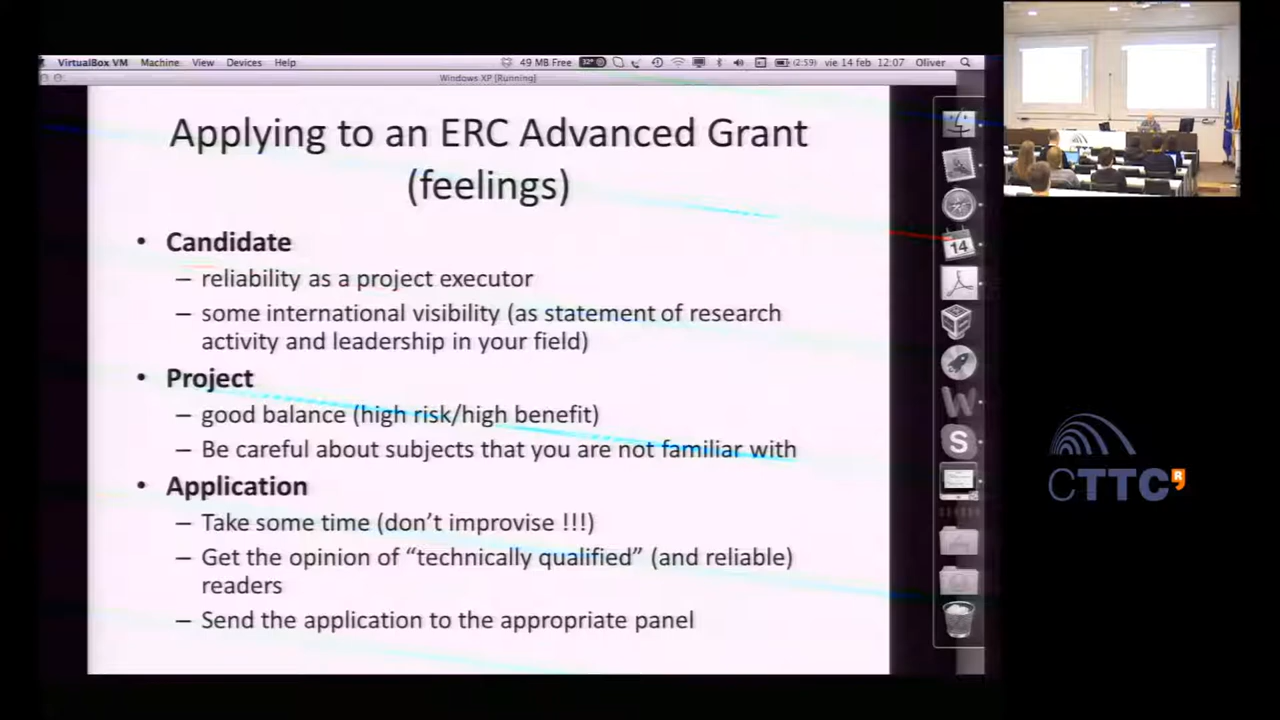 VirtualBox VM Machine View Devices Help 49 MB Free 32° (2:59) vie 14 feb 12:07 Oliver
Windows XP [Running]
Applying to an ERC Advanced Grant
(feelings)
• Candidate
– reliability as a project executor
– some international visibility (as statement of research
activity and leadership in your field)
• Project
– good balance (high risk/high benefit)
– Be careful about subjects that you are not familiar with
• Application
– Take some time (don't improvise !!!)
– Get the opinion of “technically qualified” (and reliable)
readers
– Send the application to the appropriate panel
14
W
S
CTTC
R